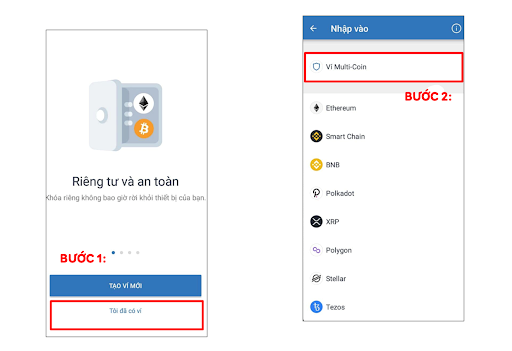 Riêng tư và an toàn
Khóa riêng không bao giờ rời khỏi thiết bị của bạn.
BƯỚC 1:
TẠO VÍ MỚI
Tôi đã có ví
Nhập vào
Ví Multi-Coin
BƯỚC 2:
Ethereum
Smart Chain
BNB
Polkadot
XRP
Polygon
Stellar
Tezos